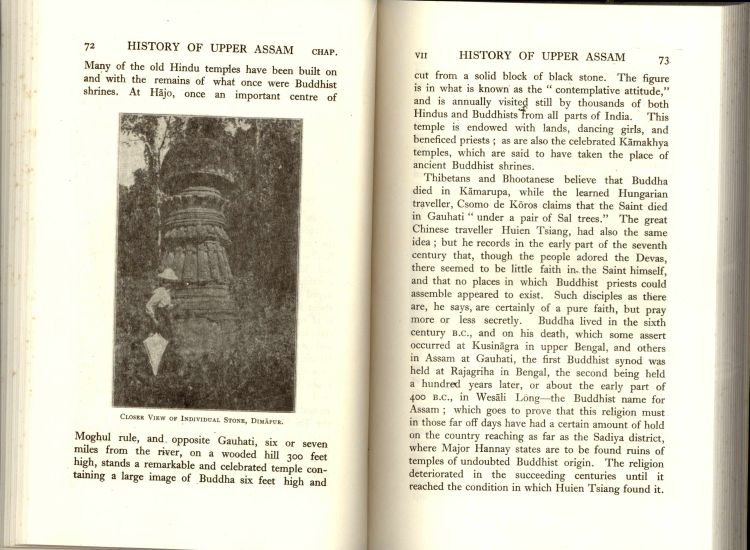 72 HISTORY OF UPPER ASSAM CHAP.
Many of the old Hindu temples have been built on
and with the remains of what once were Buddhist
shrines. At Hājo, once an important centre of
CLOSER VIEW OF INDIVIDUAL STONE, DIMĀPUR.
Moghul rule, and opposite Gauhati, six or seven
miles from the river, on a wooded hill 300 feet
high, stands a remarkable and celebrated temple con-
taining a large image of Buddha six feet high and
VII HISTORY OF UPPER ASSAM 73
cut from a solid block of black stone. The figure
is in what is known as the “ contemplative attitude,”
and is annually visited still by thousands of both
Hindus and Buddhists from all parts of India. This
temple is endowed with lands, dancing girls, and
beneficed priests ; as are also the celebrated Kāmakhya
temples, which are said to have taken the place of
ancient Buddhist shrines.
Thibetans and Bhootanese believe that Buddha
died in Kāmarupa, while the learned Hungarian
traveller, Csomo de Kōros claims that the Saint died
in Gauhati “ under a pair of Sal trees.” The great
Chinese traveller Huien Tsiang, had also the same
idea ; but he records in the early part of the seventh
century that, though the people adored the Devas,
there seemed to be little faith in the Saint himself,
and that no places in which Buddhist priests could
assemble appeared to exist. Such disciples as there
are, he says, are certainly of a pure faith, but pray
more or less secretly. Buddha lived in the sixth
century B.C., and on his death, which some assert
occurred at Kusināgra in upper Bengal, and others
in Assam at Gauhati, the first Buddhist synod was
held at Rajagriha in Bengal, the second being held
a hundred years later, or about the early part of
400 B.C., in Wesāli Lōng—the Buddhist name for
Assam ; which goes to prove that this religion must
in those far off days have had a certain amount of hold
on the country reaching as far as the Sadiya district,
where Major Hannay states are to be found ruins of
temples of undoubted Buddhist origin. The religion
deteriorated in the succeeding centuries until it
reached the condition in which Huien Tsiang found it.